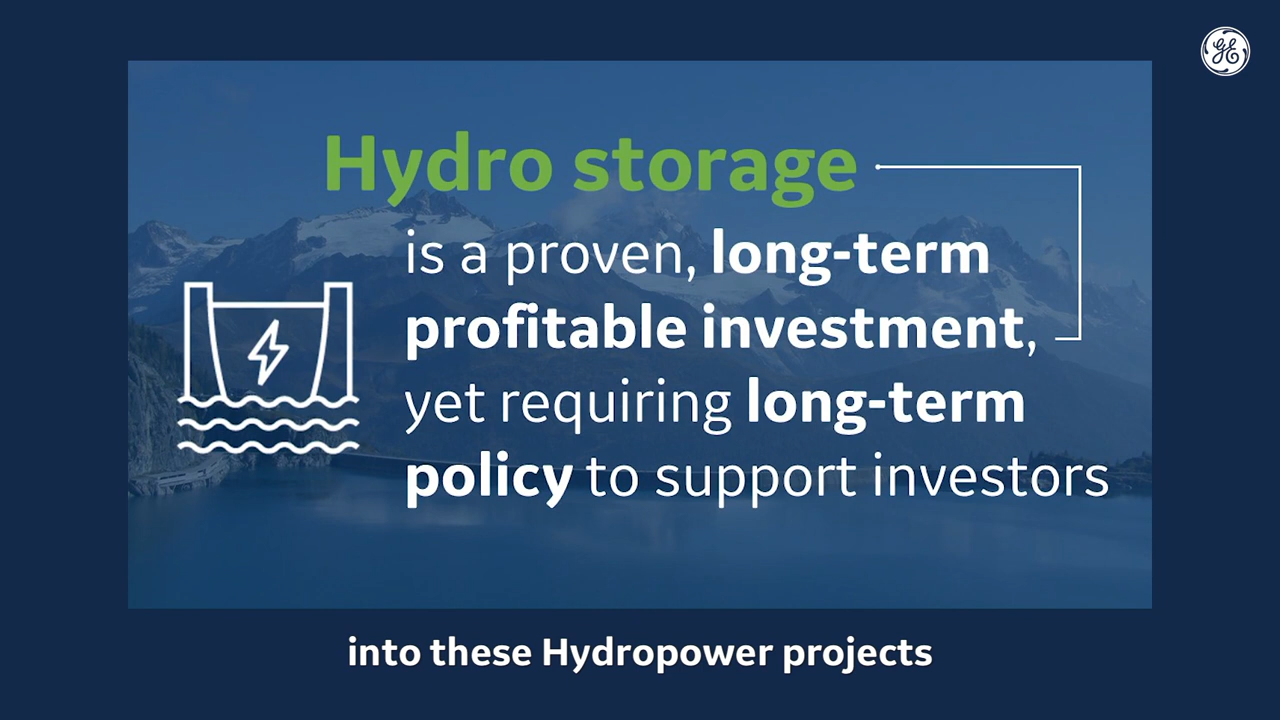 GE
Hydro storage
is a proven, long-term
profitable investment,
yet requiring long-term
policy to support investors
into these Hydropower projects